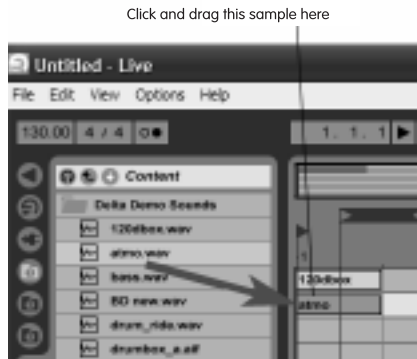 Click and drag this sample here
Untitled - Live
File Edit View Options Help
130.00 4 / 4 1. 1. 1
Content
Delta Demo Sounds
120dbox.wav
atmo.wav
bass.wav
BD new.wav
drum_ride.wav
drumbox_a.aif
1
120dbox
atmo